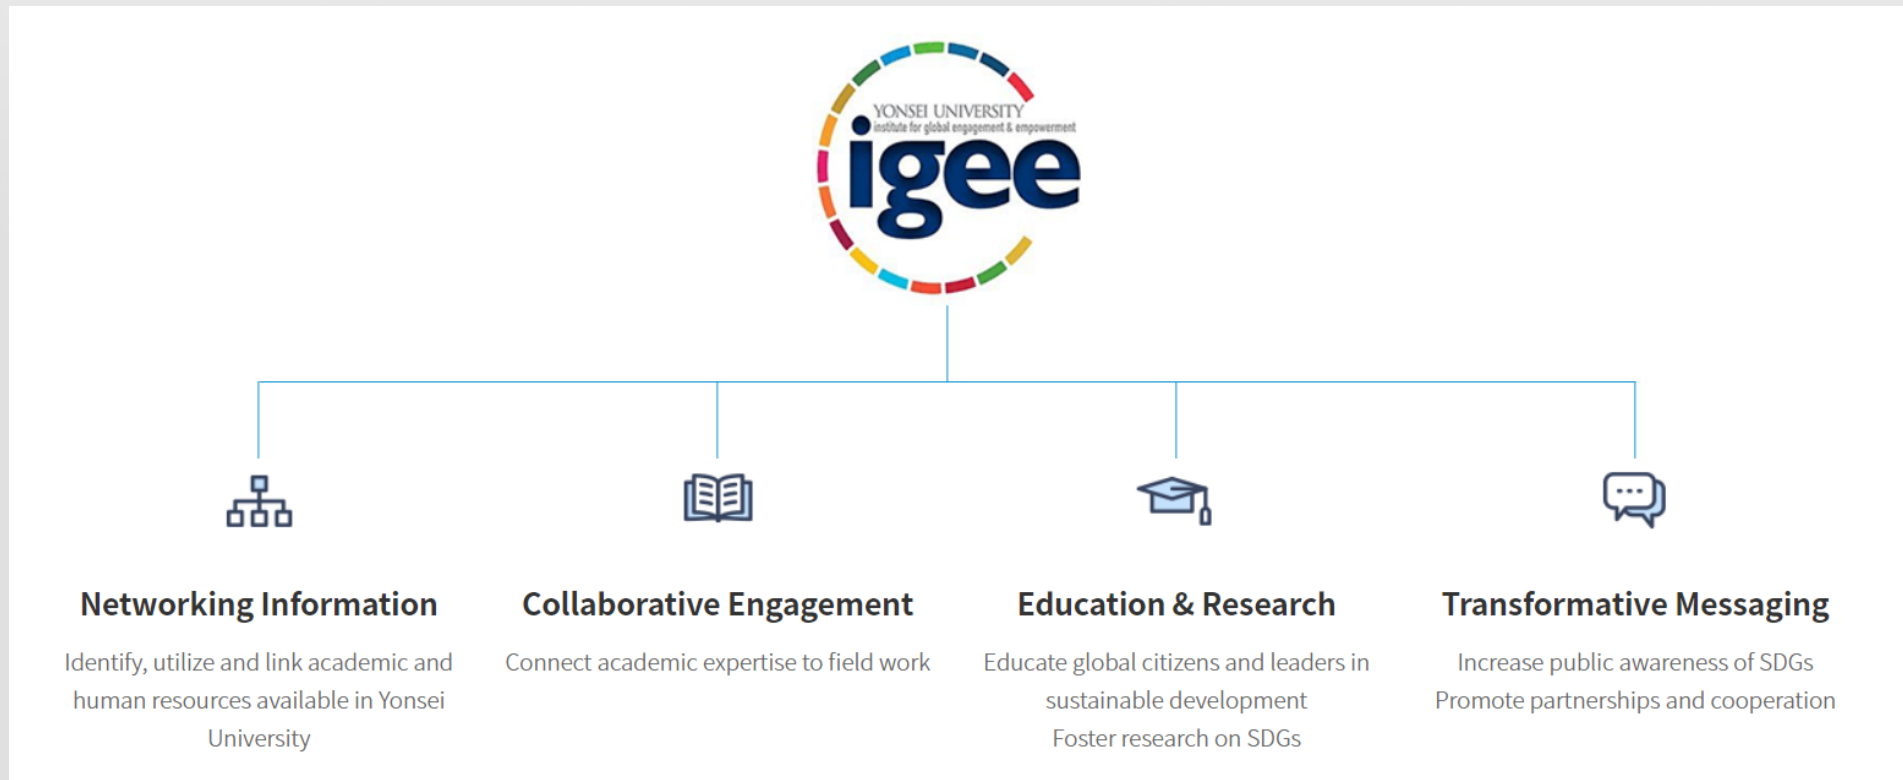 YONSEI UNIVERSITY
institute for global engagement & empowerment
igee
Networking Information
Identify, utilize and link academic and
human resources available in Yonsei
University
Collaborative Engagement
Connect academic expertise to field work
Education & Research
Educate global citizens and leaders in
sustainable development
Foster research on SDGs
Transformative Messaging
Increase public awareness of SDGs
Promote partnerships and cooperation